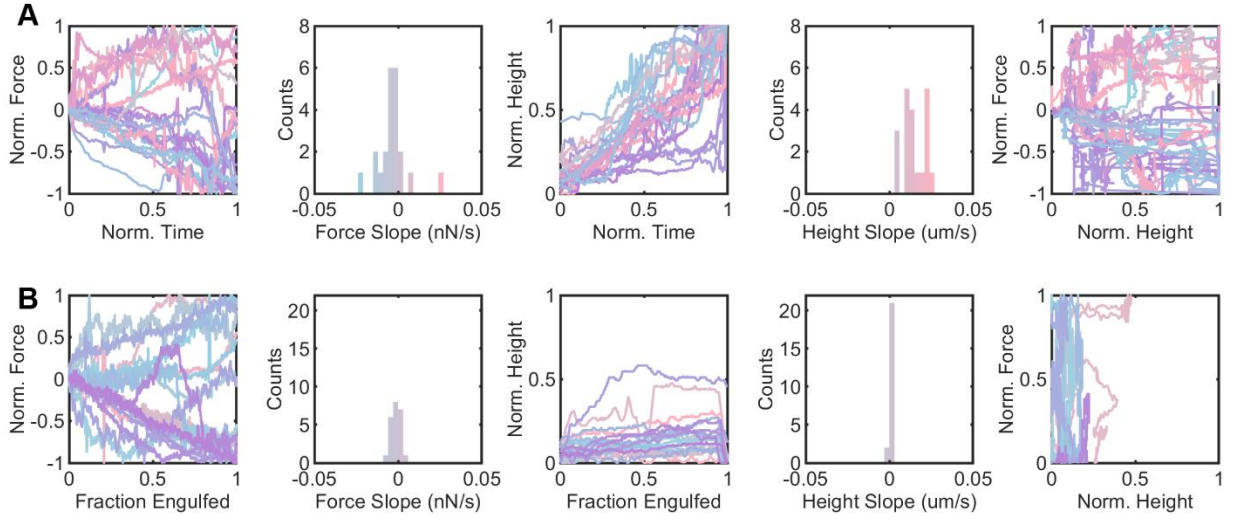 A
Norm. Force
1
0.5
0
-0.5
-1
0 0.5 1
Norm. Time
Counts
8
6
4
2
0
-0.05 0 0.05
Force Slope (nN/s)
Norm. Height
1
0.5
0
0 0.5 1
Norm. Time
Counts
8
6
4
2
0
-0.05 0 0.05
Height Slope (um/s)
Norm. Force
1
0.5
0
-0.5
-1
0 0.5 1
Norm. Height
B
Norm. Force
1
0.5
0
-0.5
-1
0 0.5 1
Fraction Engulfed
Counts
20
15
10
5
0
-0.05 0 0.05
Force Slope (nN/s)
Norm. Height
1
0.5
0
0 0.5 1
Fraction Engulfed
Counts
20
15
10
5
0
-0.05 0 0.05
Height Slope (um/s)
Norm. Force
1
0.5
0
0 0.5 1
Norm. Height